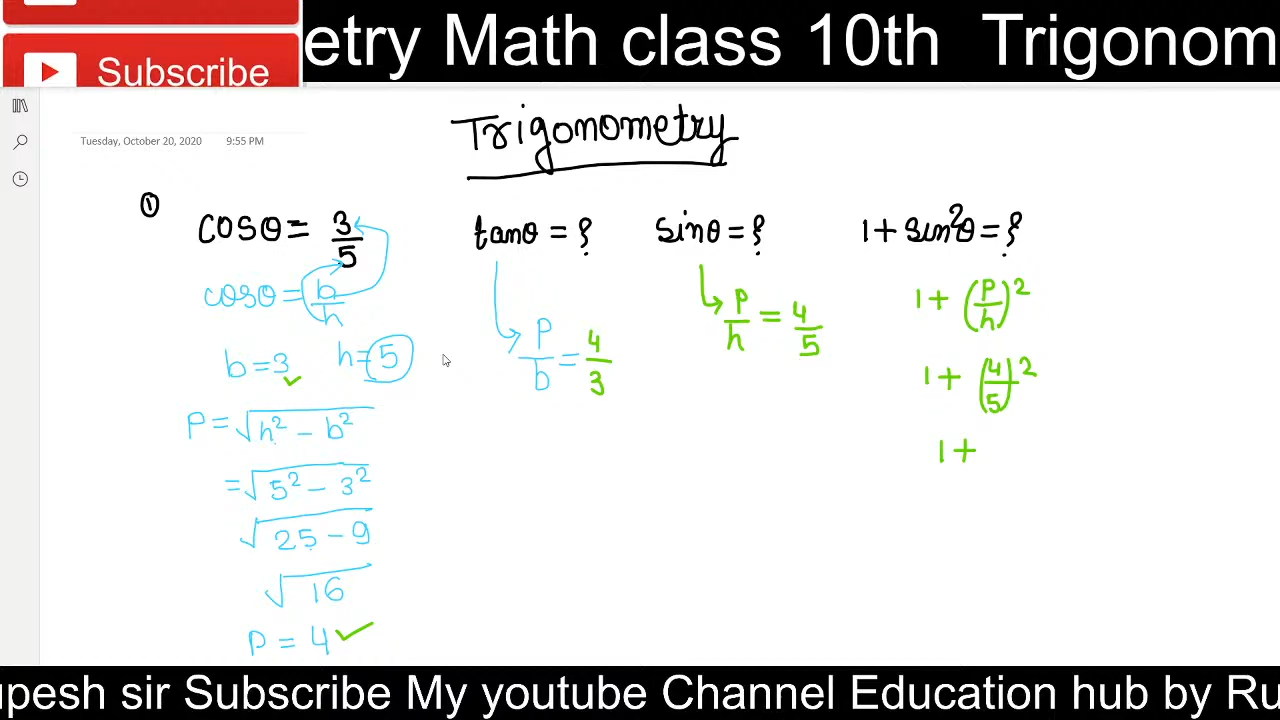 Subscribe
etry Math class 10th Trigonom
Tuesday, October 20, 2020 9:55 PM
Trigonometry
① cosθ = 3/5 tanθ = ? sinθ = ? 1 + sin²θ = ?
cosθ = b/h
b = 3 h = 5
P = √h² − b²
= √5² − 3²
√25 − 9
√16
P = 4
P/b = 4/3
P/h = 4/5
1 + (P/h)²
1 + (4/5)²
1 +
upesh sir Subscribe My youtube Channel Education hub by Ru